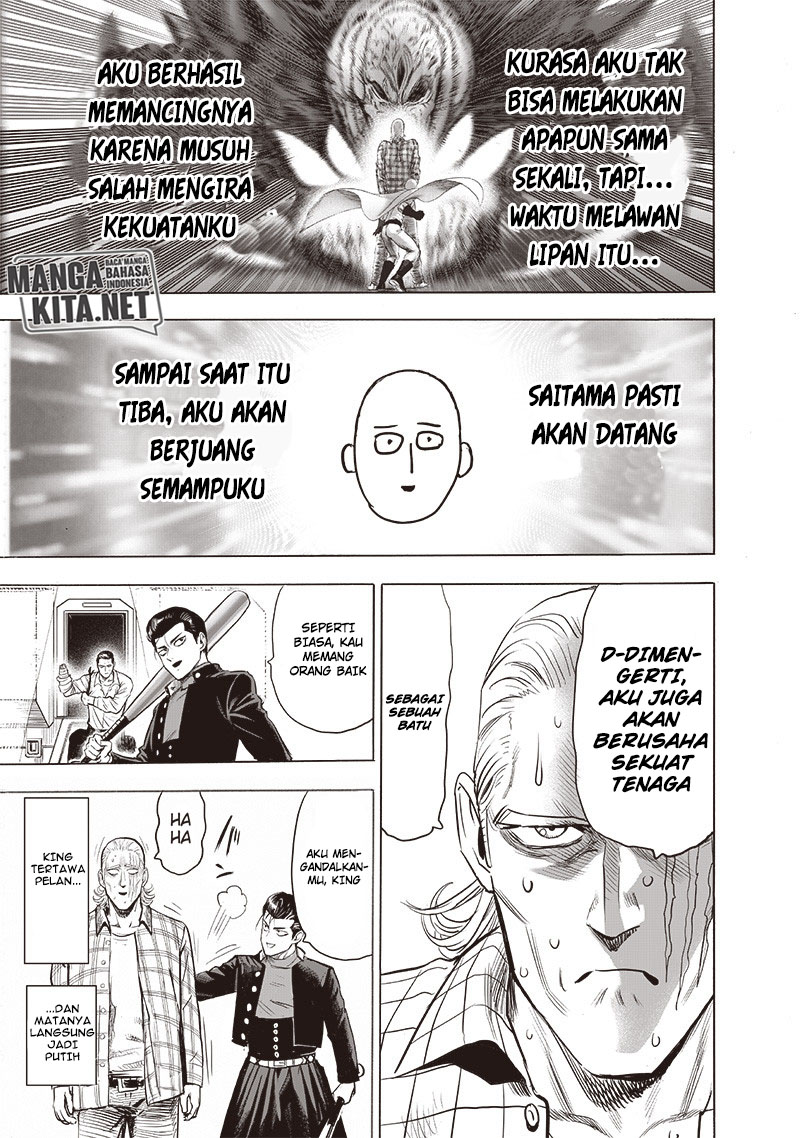 KURASA AKU TAK
BISA MELAKUKAN
APAPUN SAMA
SEKALI, TAPI...
WAKTU MELAWAN
LIPAN ITU...
AKU BERHASIL
MEMANCINGNYA
KARENA MUSUH
SALAH MENGIRA
KEKUATANKU
MANGA
KITA.NET
BACA MANGA
BAHASA
INDONESIA
SAITAMA PASTI
AKAN DATANG
SAMPAI SAAT ITU
TIBA, AKU AKAN
BERJUANG
SEMAMPUKU
D-DIMEN-
GERTI,
AKU JUGA
AKAN
BERUSAHA
SEKUAT
TENAGA
SEBAGAI
SEBUAH
BATU
SEPERTI
BIASA, KAU
MEMANG
ORANG BAIK
AKU MEN-
GANDALKAN-
MU, KING
HA
HA
KING
TERTAWA
PELAN...
...DAN
MATANYA
LANGSUNG
JADI
PUTIH